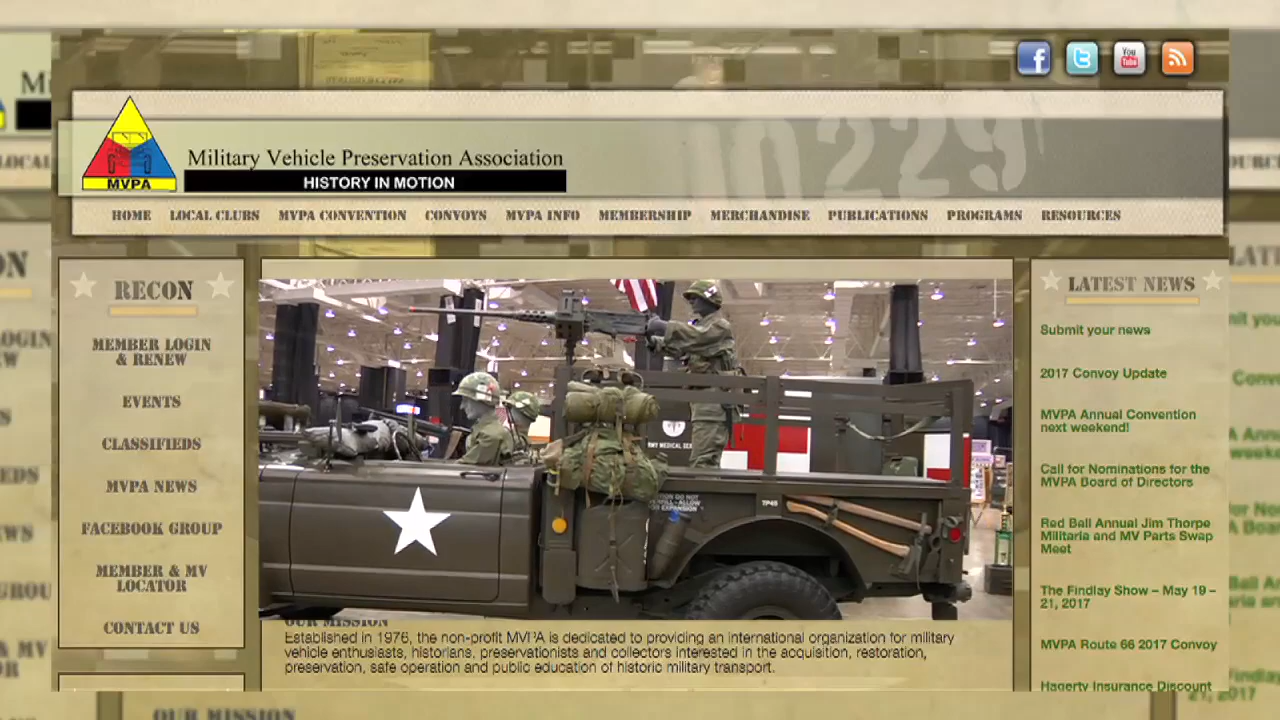 You
Tube
10229
MVPA
Military Vehicle Preservation Association
HISTORY IN MOTION
HOME LOCAL CLUBS MVPA CONVENTION CONVOYS MVPA INFO MEMBERSHIP MERCHANDISE PUBLICATIONS PROGRAMS RESOURCES
RECON
MEMBER LOGIN
& RENEW
EVENTS
CLASSIFIEDS
MVPA NEWS
FACEBOOK GROUP
MEMBER & MV
LOCATOR
CONTACT US
TP45
OUR MISSION
Established in 1976, the non-profit MVPA is dedicated to providing an international organization for military
vehicle enthusiasts, historians, preservationists and collectors interested in the acquisition, restoration,
preservation, safe operation and public education of historic military transport.
LATEST NEWS
Submit your news
2017 Convoy Update
MVPA Annual Convention
next weekend!
Call for Nominations for the
MVPA Board of Directors
Red Ball Annual Jim Thorpe
Militaria and MV Parts Swap
Meet
The Findlay Show – May 19 –
21, 2017
MVPA Route 66 2017 Convoy
Hagerty Insurance Discount
OUR MISSION